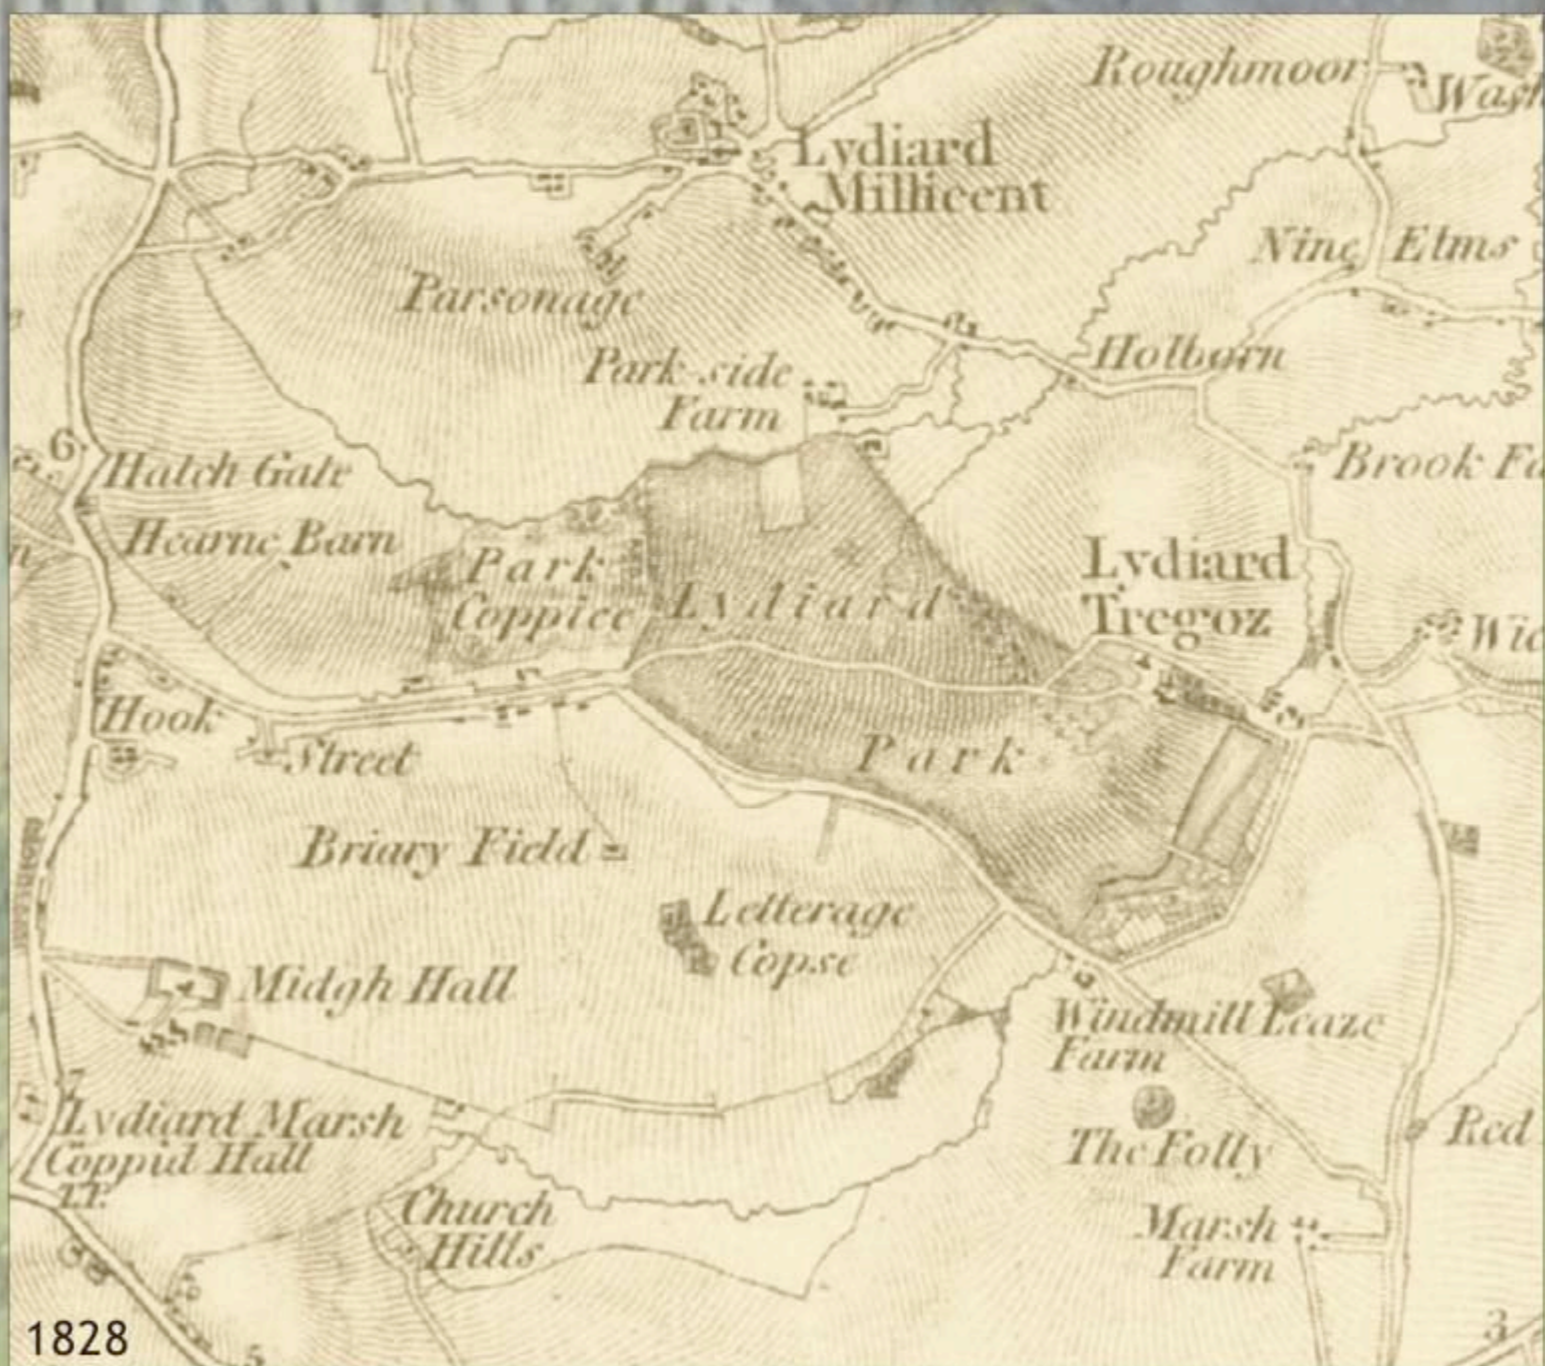 Roughmoor
Wash
Lydiard
Millicent
Nine Elms
Parsonage
Holborn
Park side
Farm
6
Hatch Gate
Brook Fa
Hearne Barn
Park
Coppice
Lydiard
Lydiard
Tregoz
Wic
Hook
Street
Park
Briary Field
Letterage
Copse
Midgh Hall
Windmill Leaze
Farm
7
Lydiard Marsh
Coppid Hall
T.P.
The Folly
Red
Church
Hills
Marsh
Farm
1828
5
3